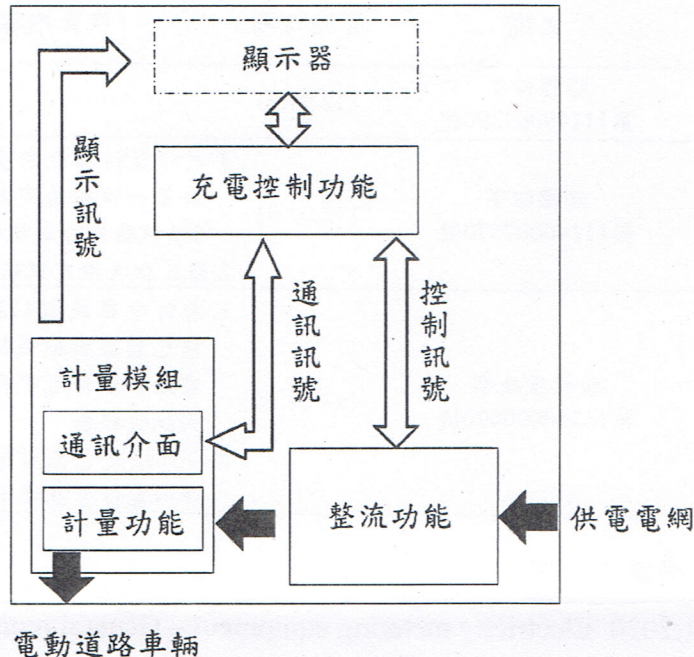 顯示器
充電控制功能
顯示訊號
通訊訊號
控制訊號
計量模組
通訊介面
計量功能
整流功能
供電電網
電動道路車輛